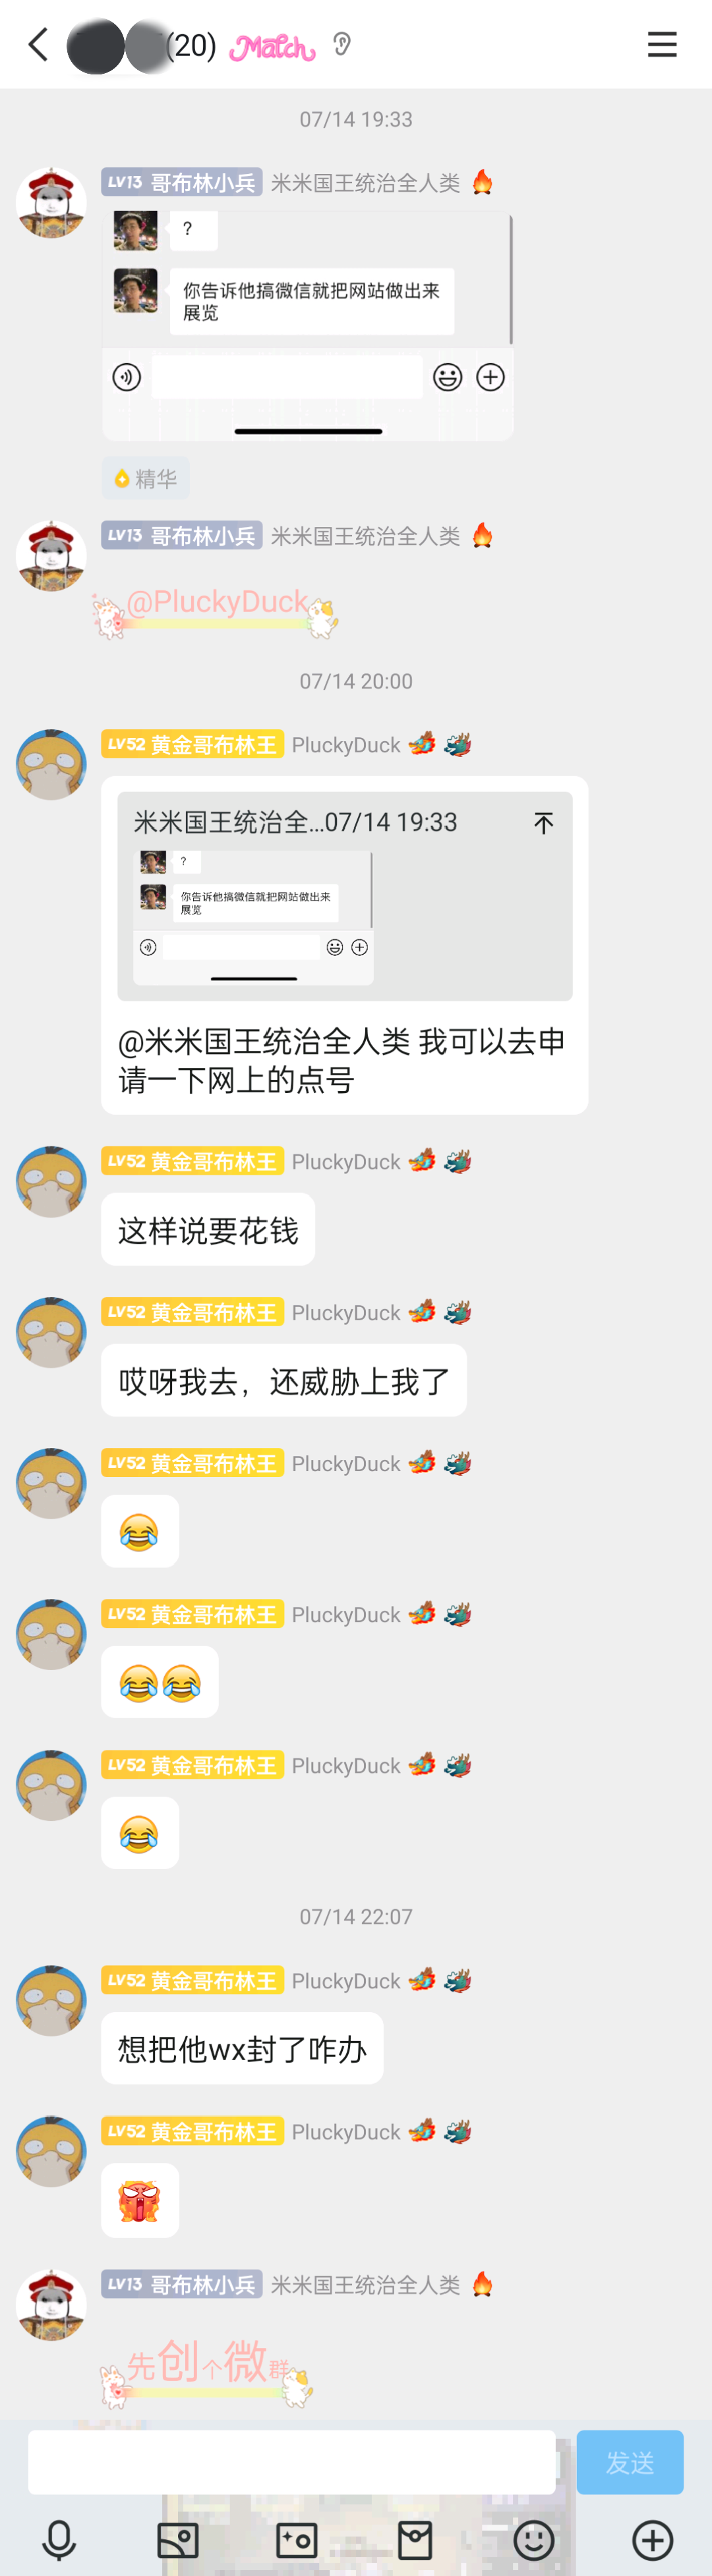 (20) Match
07/14 19:33
LV13 哥布林小兵 米米国王统治全人类
?
你告诉他搞微信就把网站做出来
展览
精华
LV13 哥布林小兵 米米国王统治全人类
@PluckyDuck
07/14 20:00
LV52 黄金哥布林王 PluckyDuck
米米国王统治全...07/14 19:33
?
你告诉他搞微信就把网站做出来
展览
@米米国王统治全人类 我可以去申
请一下网上的点号
LV52 黄金哥布林王 PluckyDuck
这样说要花钱
LV52 黄金哥布林王 PluckyDuck
哎呀我去，还威胁上我了
LV52 黄金哥布林王 PluckyDuck
LV52 黄金哥布林王 PluckyDuck
LV52 黄金哥布林王 PluckyDuck
07/14 22:07
LV52 黄金哥布林王 PluckyDuck
想把他wx封了咋办
LV52 黄金哥布林王 PluckyDuck
LV13 哥布林小兵 米米国王统治全人类
先创个微群
发送